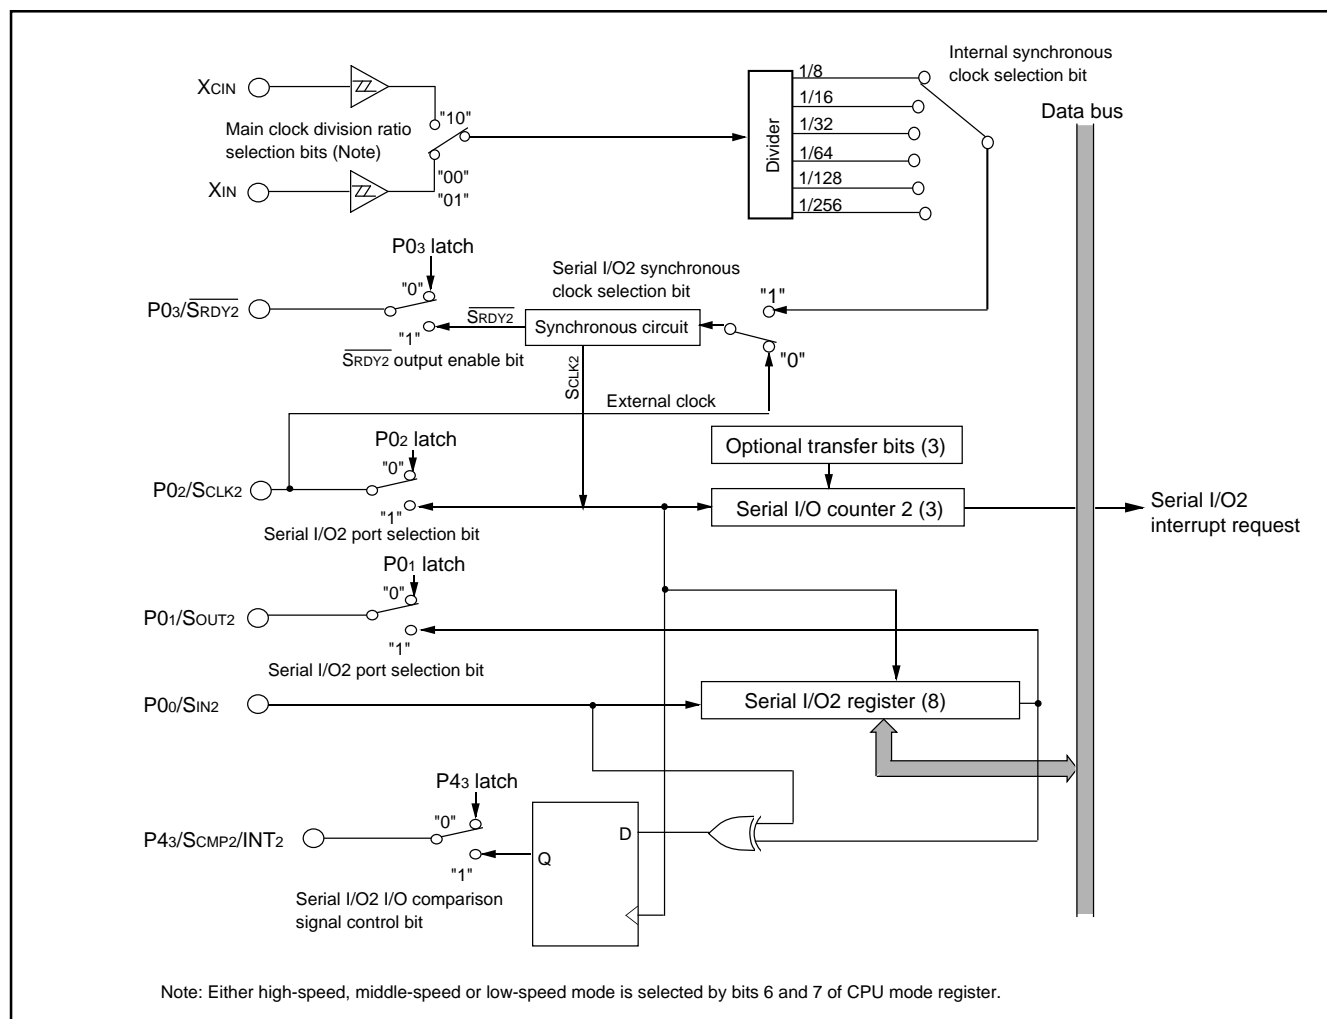 Internal synchronous
clock selection bit
XCIN
1/8
1/16
1/32
1/64
1/128
1/256
Divider
Data bus
"10"
Main clock division ratio
selection bits (Note)
"00"
"01"
XIN
P03 latch
"0"
Serial I/O2 synchronous
clock selection bit
"1"
P03/SRDY2
SRDY2
Synchronous circuit
"1"
SRDY2 output enable bit
"0"
SCLK2
External clock
P02 latch
"0"
Optional transfer bits (3)
P02/SCLK2
"1"
Serial I/O counter 2 (3)
Serial I/O2
interrupt request
Serial I/O2 port selection bit
P01 latch
"0"
P01/SOUT2
"1"
Serial I/O2 port selection bit
P00/SIN2
Serial I/O2 register (8)
P43 latch
"0"
P43/SCMP2/INT2
D
Q
"1"
Serial I/O2 I/O comparison
signal control bit
Note: Either high-speed, middle-speed or low-speed mode is selected by bits 6 and 7 of CPU mode register.